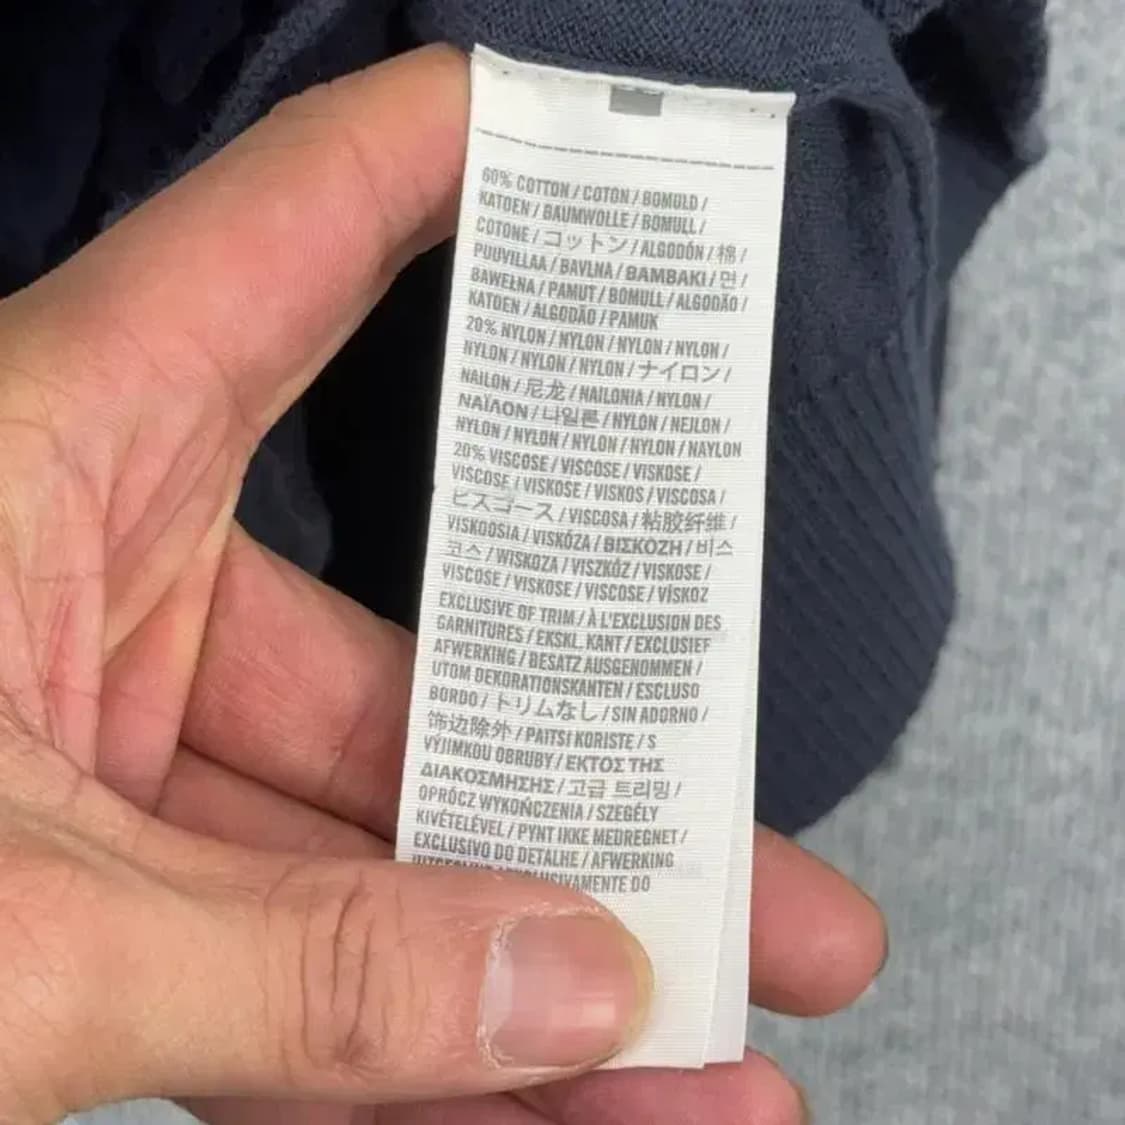 60% COTTON / COTON / BOMULD /
KATOEN / BAUMWOLLE / BOMULL /
COTONE / コットン / ALGODÓN / 棉 /
PUUVILLAA / BAVLNA / BAMBAKI / 면 /
BAWEŁNA / PAMUT / BOMULL / ALGODÃO /
KATOEN / ALGODÃO / PAMUK
20% NYLON / NYLON / NYLON / NYLON /
NYLON / NYLON / NYLON / ナイロン /
NAILON / 尼龙 / NAILONIA / NYLON /
ΝΑΪΛΟΝ / 나일론 / NYLON / NEJLON /
NYLON / NYLON / NYLON / NYLON / NAYLON
20% VISCOSE / VISCOSE / VISKOSE /
VISCOSE / VISKOSE / VISKOS / VISCOSA /
ビスコース / VISCOSA / 粘胶纤维 /
VISKOOSIA / VISKÓZA / ΒΙΣΚΟΖΗ / 비스
코스 / WISKOZA / VISZKÓZ / VISKOSE /
VISCOSE / VISKOSE / VISCOSE / VİSKOZ
EXCLUSIVE OF TRIM / À L'EXCLUSION DES
GARNITURES / EKSKL. KANT / EXCLUSIEF
AFWERKING / BESATZ AUSGENOMMEN /
UTOM DEKORATIONSKANTEN / ESCLUSO
BORDO / トリムなし / SIN ADORNO /
饰边除外 / PAITSI KORISTE / S
VÝJIMKOU OBRUBY / ΕΚΤΟΣ ΤΗΣ
ΔΙΑΚΟΣΜΗΣΗΣ / 고급 트리밍 /
OPRÓCZ WYKOŃCZENIA / SZEGÉLY
KIVÉTELÉVEL / PYNT IKKE MEDREGNET /
EXCLUSIVO DO DETALHE / AFWERKING
DO